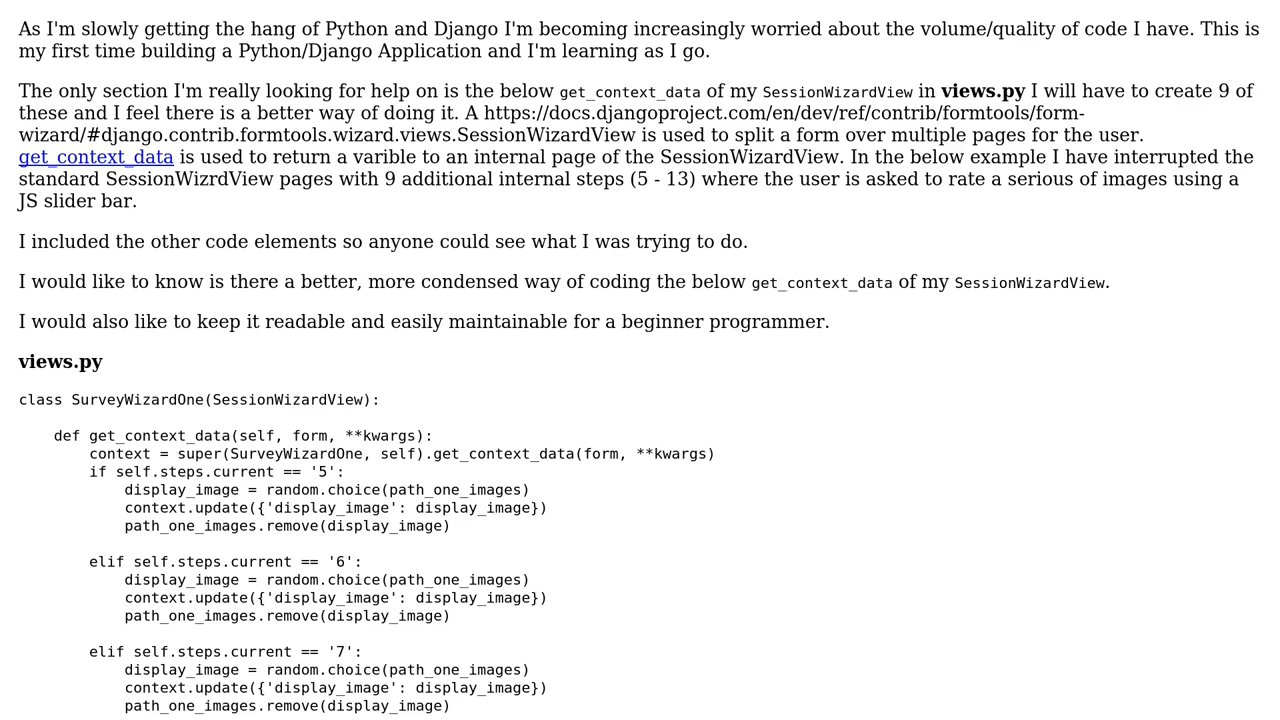 As I'm slowly getting the hang of Python and Django I'm becoming increasingly worried about the volume/quality of code I have. This is
my first time building a Python/Django Application and I'm learning as I go.
The only section I'm really looking for help on is the below get_context_data of my SessionWizardView in views.py I will have to create 9 of
these and I feel there is a better way of doing it. A https://docs.djangoproject.com/en/dev/ref/contrib/formtools/form-
wizard/#django.contrib.formtools.wizard.views.SessionWizardView is used to split a form over multiple pages for the user.
get_context_data is used to return a varible to an internal page of the SessionWizardView. In the below example I have interrupted the
standard SessionWizrdView pages with 9 additional internal steps (5 - 13) where the user is asked to rate a serious of images using a
JS slider bar.
I included the other code elements so anyone could see what I was trying to do.
I would like to know is there a better, more condensed way of coding the below get_context_data of my SessionWizardView.
I would also like to keep it readable and easily maintainable for a beginner programmer.
views.py
class SurveyWizardOne(SessionWizardView):
    def get_context_data(self, form, **kwargs):
        context = super(SurveyWizardOne, self).get_context_data(form, **kwargs)
        if self.steps.current == '5':
            display_image = random.choice(path_one_images)
            context.update({'display_image': display_image})
            path_one_images.remove(display_image)
        elif self.steps.current == '6':
            display_image = random.choice(path_one_images)
            context.update({'display_image': display_image})
            path_one_images.remove(display_image)
        elif self.steps.current == '7':
            display_image = random.choice(path_one_images)
            context.update({'display_image': display_image})
            path_one_images.remove(display_image)